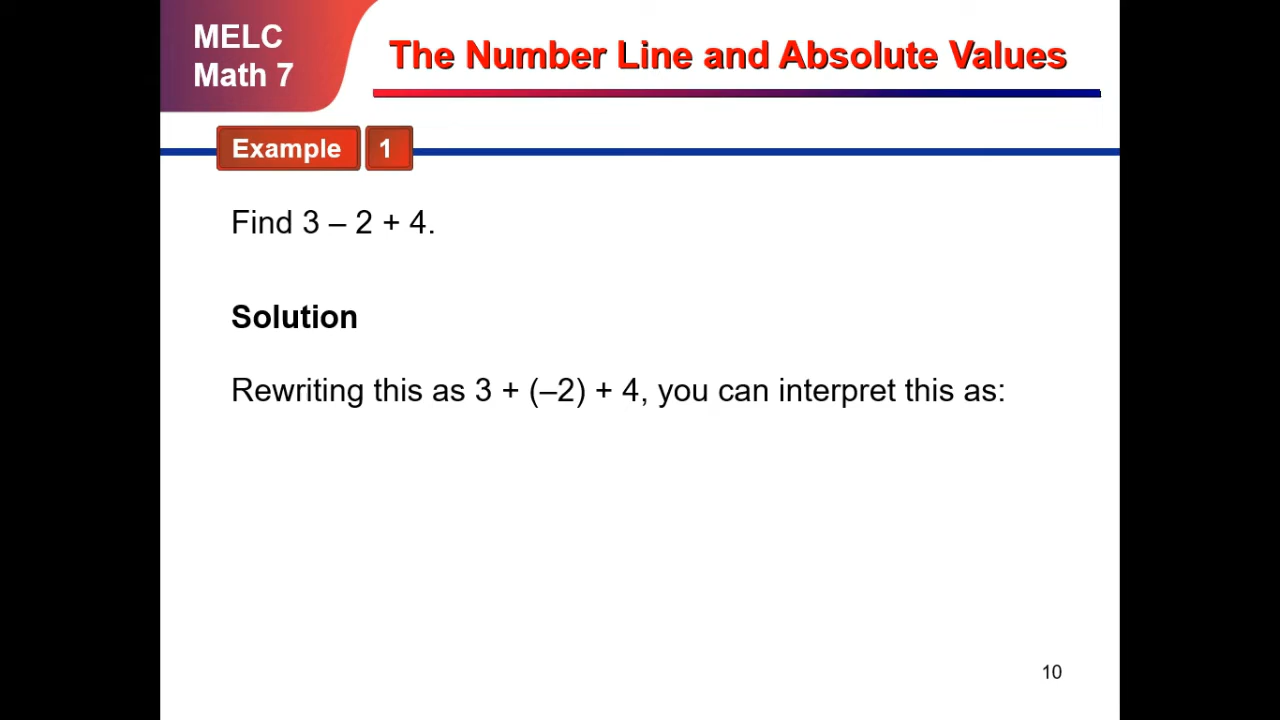 MELC
Math 7
The Number Line and Absolute Values
Example 1
Find 3 – 2 + 4.
Solution
Rewriting this as 3 + (–2) + 4, you can interpret this as:
10